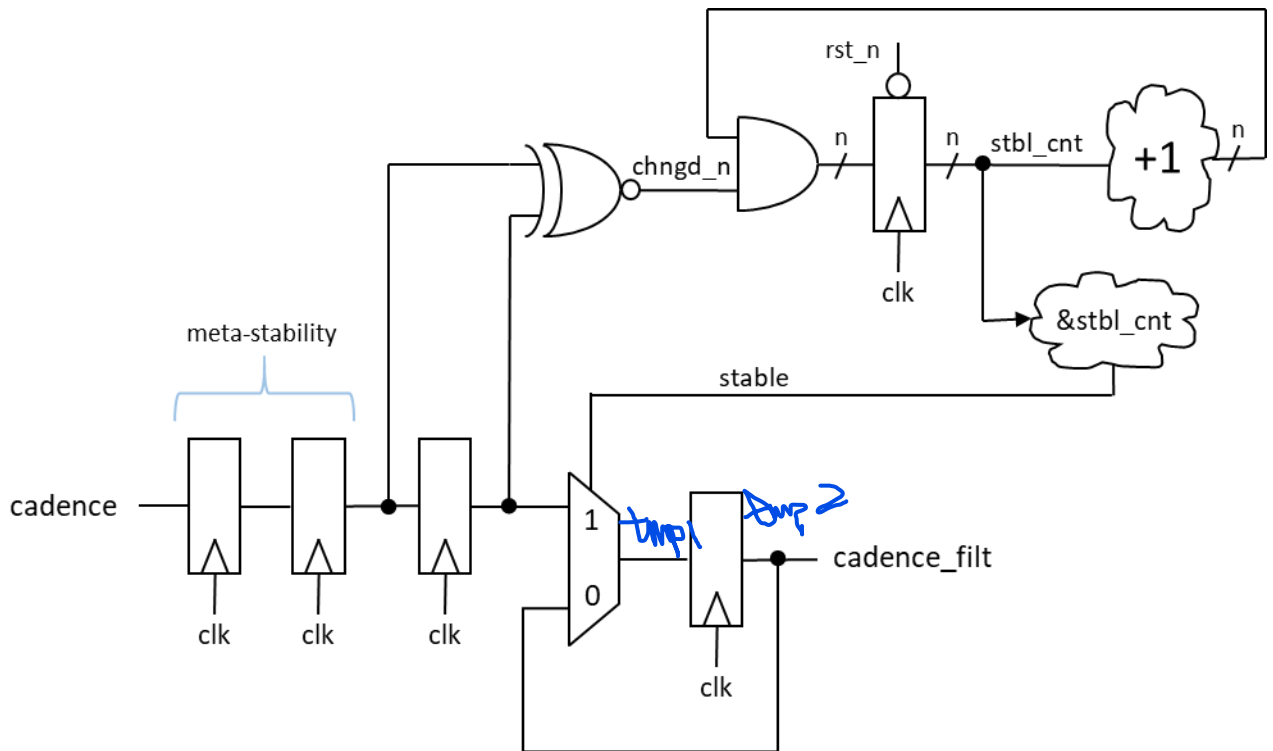 rst_n
n
n
stbl_cnt
+1
n
chngd_n
clk
&stbl_cnt
meta-stability
stable
cadence
1
tmp1
tmp2
cadence_filt
0
clk
clk
clk
clk